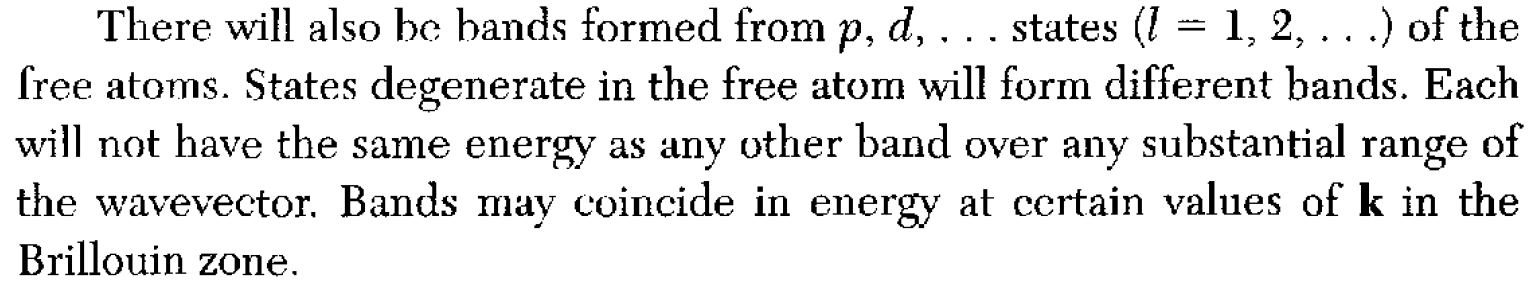 There will also be bands formed from p, d, . . . states (l = 1, 2, . . .) of the
free atoms. States degenerate in the free atom will form different bands. Each
will not have the same energy as any other band over any substantial range of
the wavevector. Bands may coincide in energy at certain values of k in the
Brillouin zone.